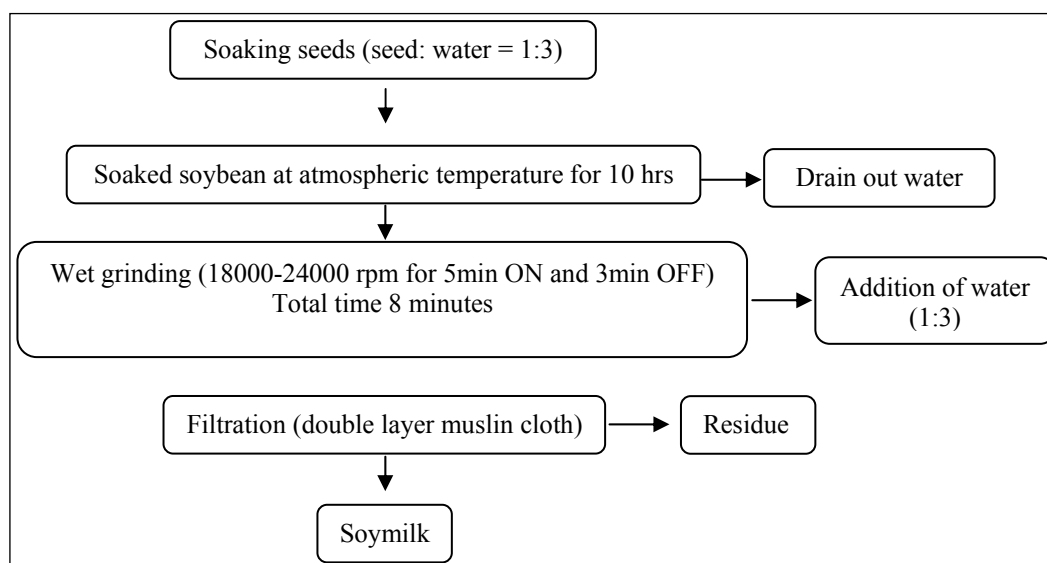 Soaking seeds (seed: water = 1:3)
Soaked soybean at atmospheric temperature for 10 hrs
Drain out water
Wet grinding (18000-24000 rpm for 5min ON and 3min OFF)
Total time 8 minutes
Addition of water
(1:3)
Filtration (double layer muslin cloth)
Residue
Soymilk